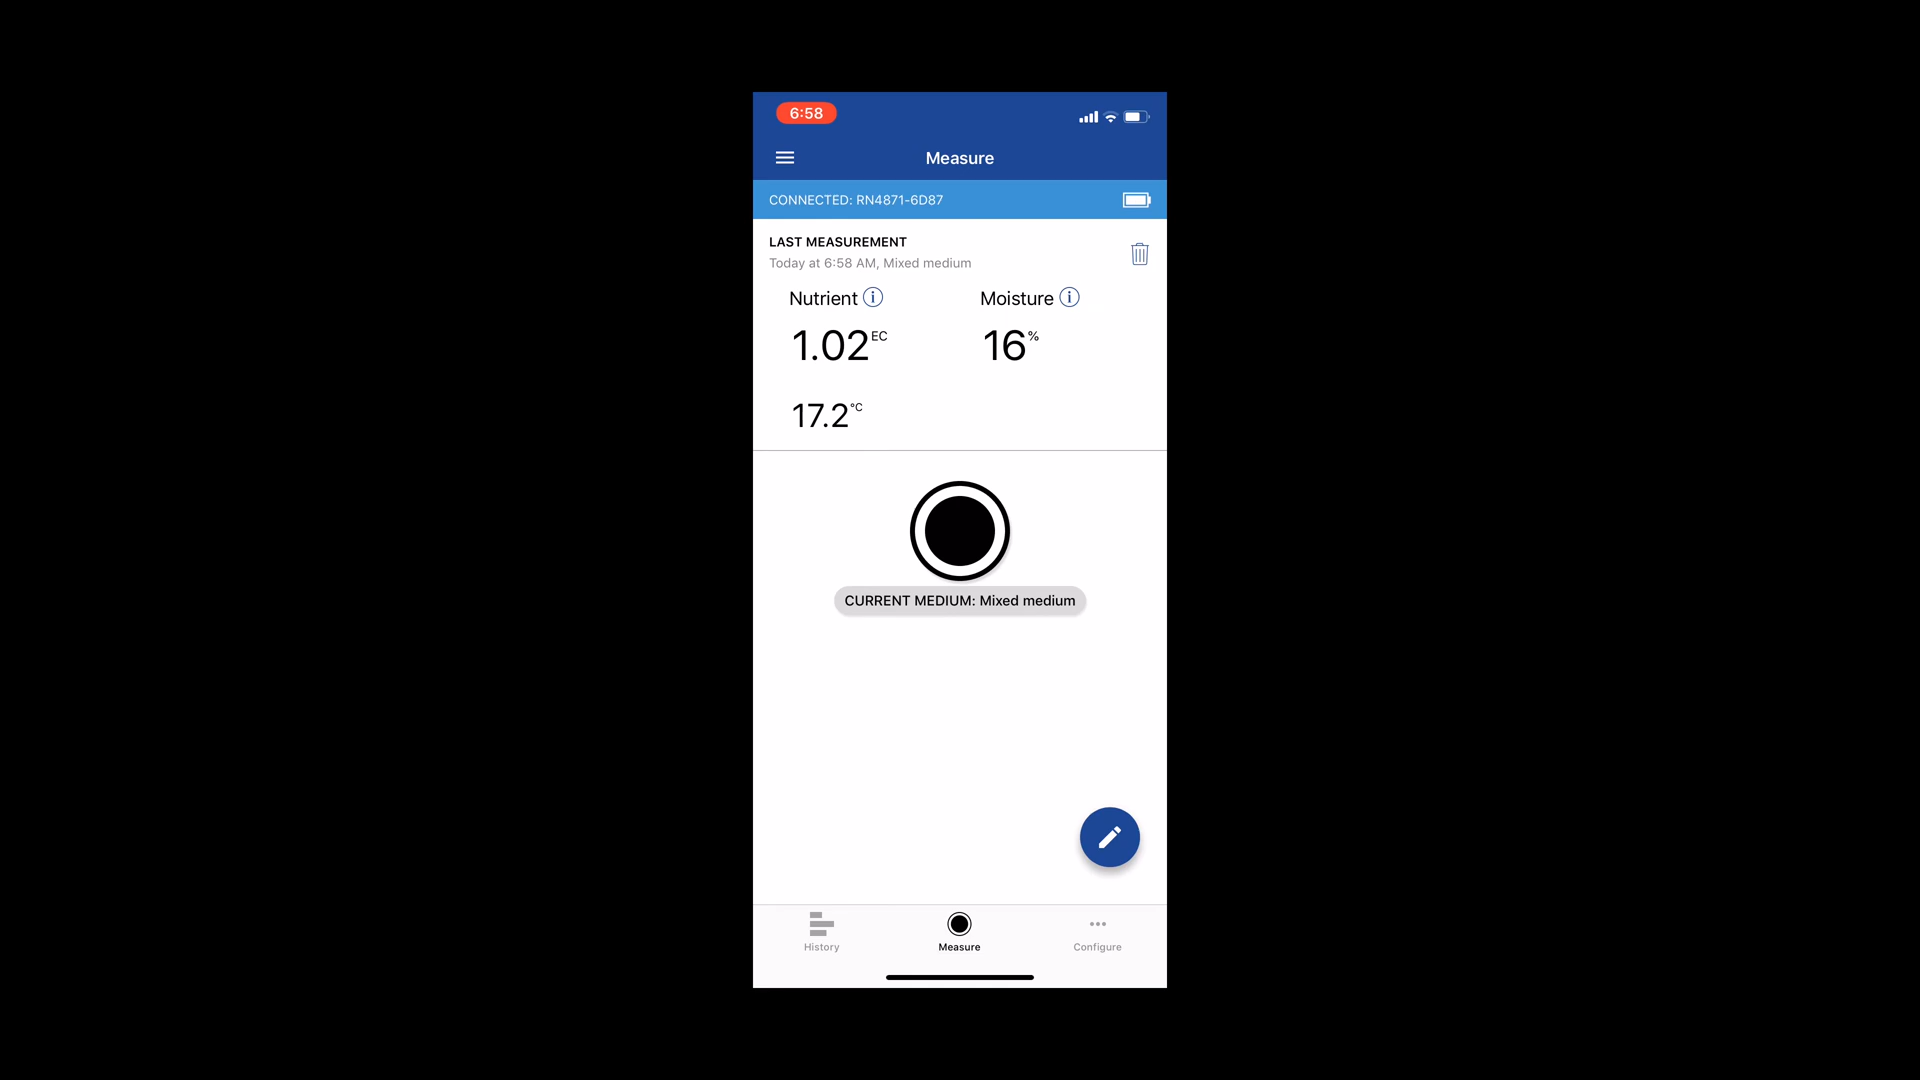 6:58
Measure
CONNECTED: RN4871-6D87
LAST MEASUREMENT
Today at 6:58 AM, Mixed medium
Nutrient i Moisture i
1.02 EC 16 %
17.2 °C
CURRENT MEDIUM: Mixed medium
History Measure Configure